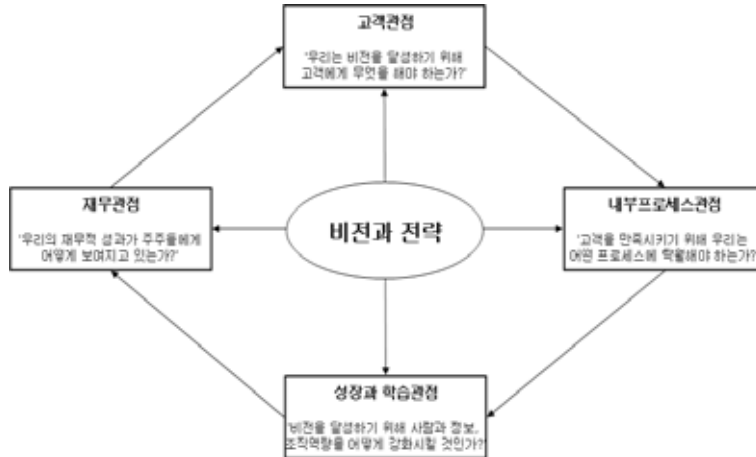 고객관점
'우리는 비전을 달성하기 위해
고객에게 무엇을 해야 하는가?'
재무관점
'우리의 재무적 성과가 주주들에게
어떻게 보여지고 있는가?'
비전과 전략
내부프로세스관점
'고객을 만족시키기 위해 우리는
어떤 프로세스에 탁월해야 하는가?
성장과 학습관점
'비전을 달성하기 위해 사람과 정보,
조직역량을 어떻게 강화시킬 것인가?